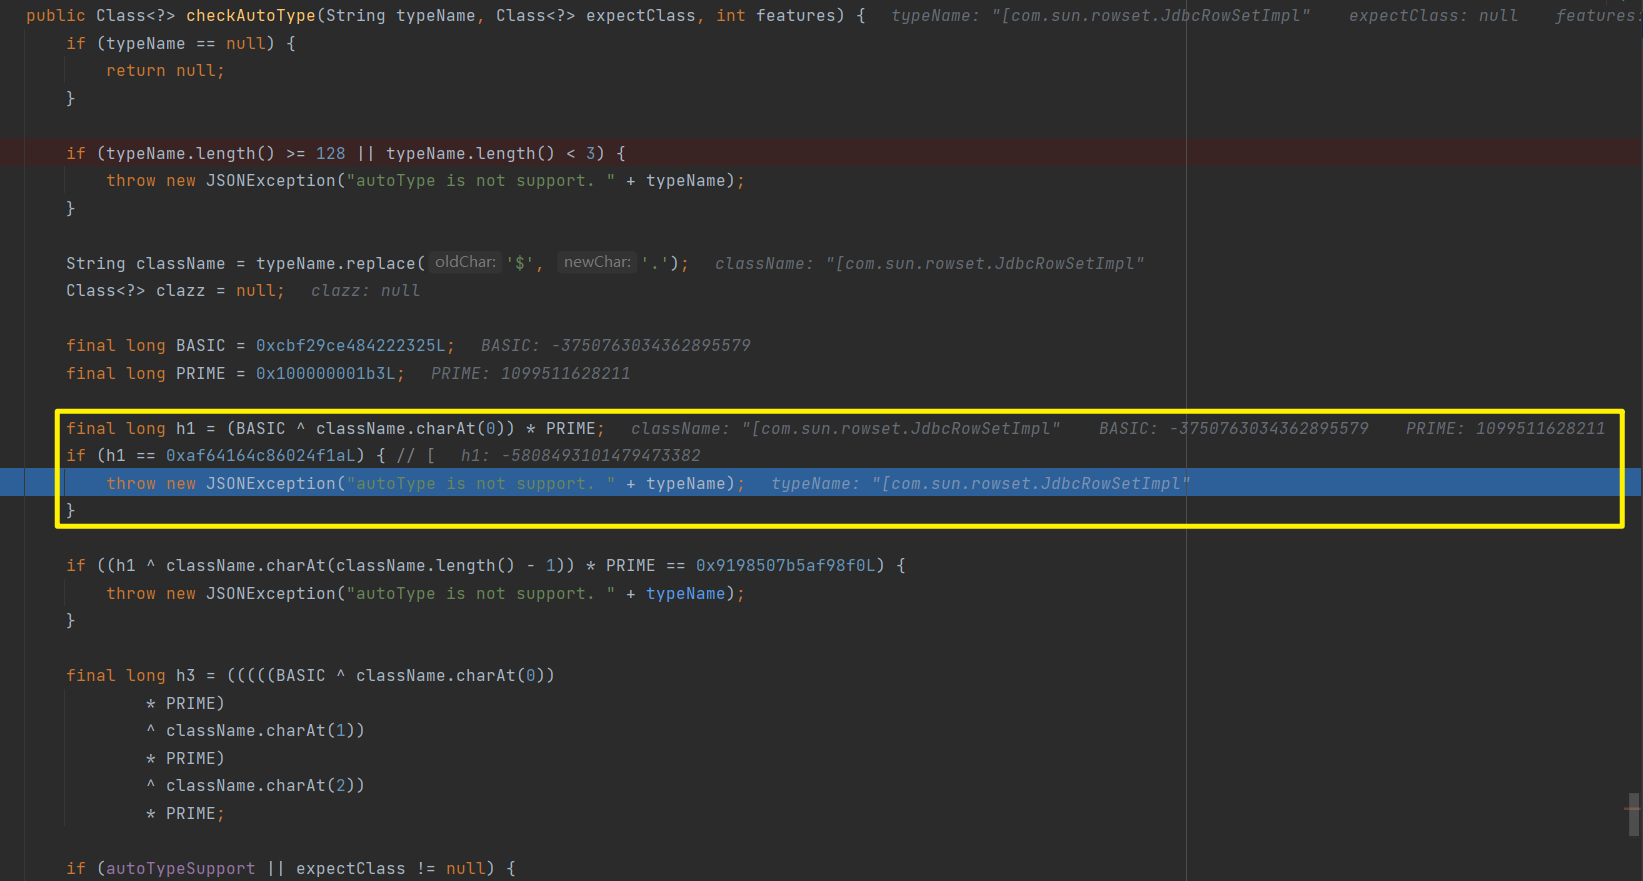 public Class<?> checkAutoType(String typeName, Class<?> expectClass, int features) {   typeName: "[com.sun.rowset.JdbcRowSetImpl"    expectClass: null    features:
    if (typeName == null) {
        return null;
    }

    if (typeName.length() >= 128 || typeName.length() < 3) {
        throw new JSONException("autoType is not support. " + typeName);
    }

    String className = typeName.replace( oldChar: '$', newChar: '.');   className: "[com.sun.rowset.JdbcRowSetImpl"
    Class<?> clazz = null;   clazz: null

    final long BASIC = 0xcbf29ce484222325L;   BASIC: -3750763034362895579
    final long PRIME = 0x100000001b3L;   PRIME: 1099511628211

    final long h1 = (BASIC ^ className.charAt(0)) * PRIME;   className: "[com.sun.rowset.JdbcRowSetImpl"    BASIC: -3750763034362895579    PRIME: 1099511628211
    if (h1 == 0xaf64164c86024f1aL) { // [   h1: -5808493101479473382
        throw new JSONException("autoType is not support. " + typeName);   typeName: "[com.sun.rowset.JdbcRowSetImpl"
    }

    if ((h1 ^ className.charAt(className.length() - 1)) * PRIME == 0x9198507b5af98f0L) {
        throw new JSONException("autoType is not support. " + typeName);
    }

    final long h3 = (((((BASIC ^ className.charAt(0))
            * PRIME)
            ^ className.charAt(1))
            * PRIME)
            ^ className.charAt(2))
            * PRIME;

    if (autoTypeSupport || expectClass != null) {